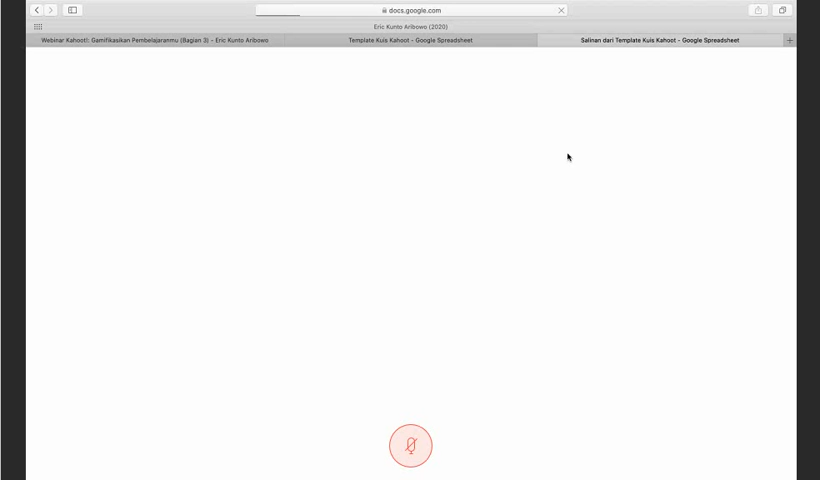 docs.google.com
Eric Kunto Aribowo (2020)
Webinar Kahoot!: Gamifikasikan Pembelajaranmu (Bagian 3) - Eric Kunto Aribowo
Template Kuis Kahoot - Google Spreadsheet
Salinan dari Template Kuis Kahoot - Google Spreadsheet